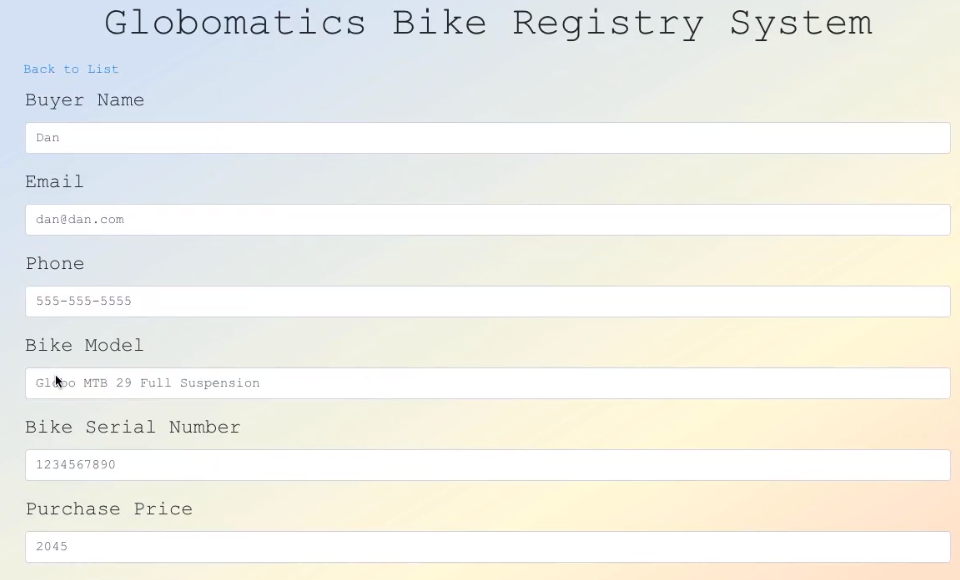 Globomatics Bike Registry System
Back to List
Buyer Name
Dan
Email
dan@dan.com
Phone
555-555-5555
Bike Model
Globo MTB 29 Full Suspension
Bike Serial Number
1234567890
Purchase Price
2045